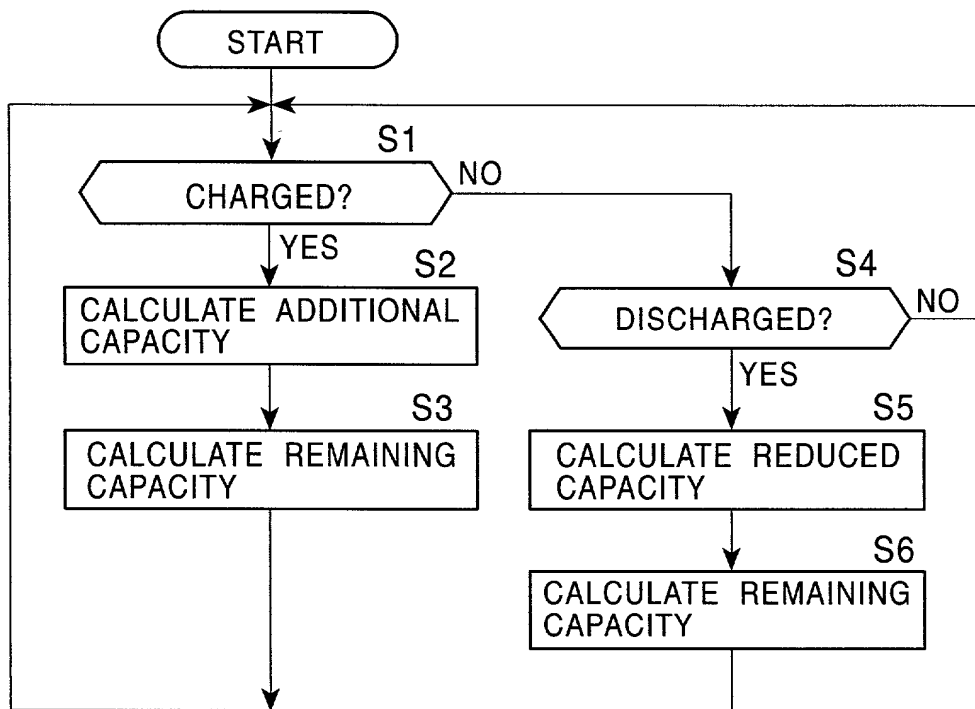 START
S1
CHARGED?
NO
YES
S2
CALCULATE ADDITIONAL
CAPACITY
S3
CALCULATE REMAINING
CAPACITY
S4
DISCHARGED?
NO
YES
S5
CALCULATE REDUCED
CAPACITY
S6
CALCULATE REMAINING
CAPACITY